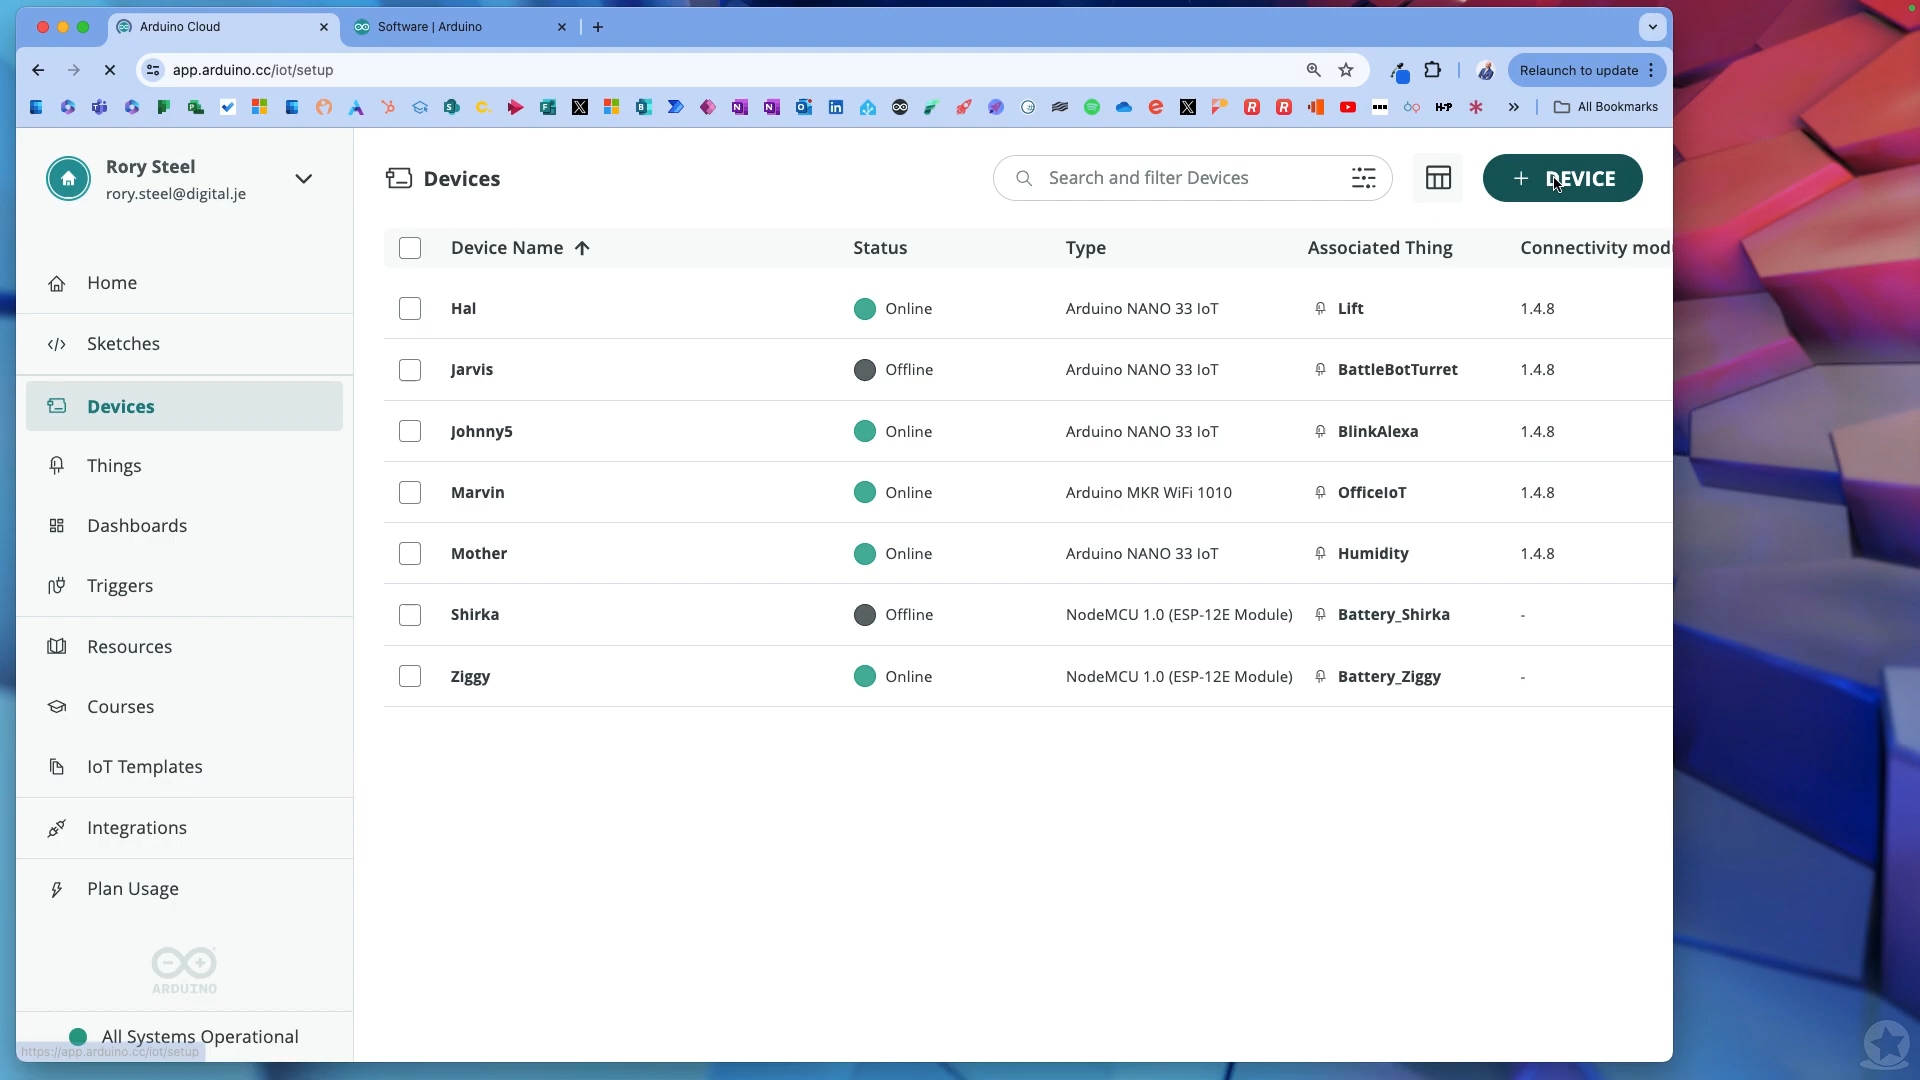 Arduino Cloud
Software | Arduino
app.arduino.cc/iot/setup
Relaunch to update
All Bookmarks
Rory Steel
rory.steel@digital.je
Devices
Search and filter Devices
+ DEVICE
Device Name
Status
Type
Associated Thing
Connectivity mod
Home
Sketches
Devices
Things
Dashboards
Triggers
Resources
Courses
IoT Templates
Integrations
Plan Usage
Hal Online Arduino NANO 33 IoT Lift 1.4.8
Jarvis Offline Arduino NANO 33 IoT BattleBotTurret 1.4.8
Johnny5 Online Arduino NANO 33 IoT BlinkAlexa 1.4.8
Marvin Online Arduino MKR WiFi 1010 OfficeIoT 1.4.8
Mother Online Arduino NANO 33 IoT Humidity 1.4.8
Shirka Offline NodeMCU 1.0 (ESP-12E Module) Battery_Shirka -
Ziggy Online NodeMCU 1.0 (ESP-12E Module) Battery_Ziggy -
ARDUINO
All Systems Operational
https://app.arduino.cc/iot/setup